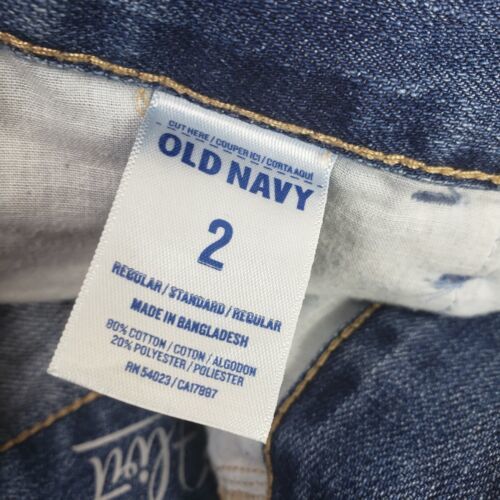 CUT HERE / COUPER ICI / CORTA AQUÍ
OLD NAVY
2
REGULAR / STANDARD / REGULAR
MADE IN BANGLADESH
80% COTTON / COTON / ALGODON
20% POLYESTER / POLIESTER
RN 54023 / CA17897